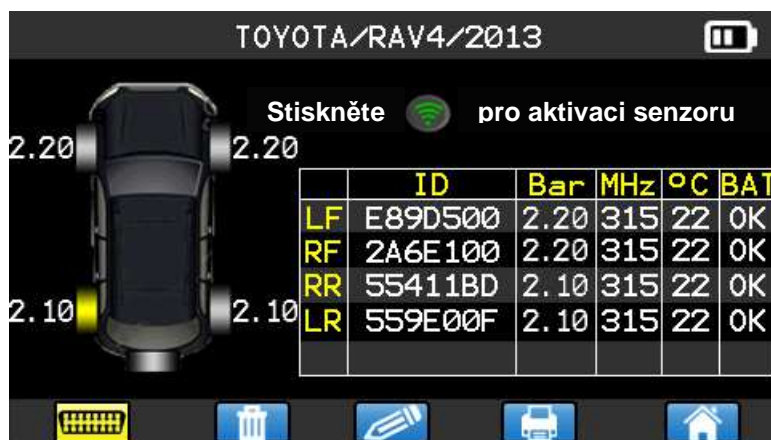 TOYOTA/RAV4/2013
Stiskněte pro aktivaci senzoru
2.20 2.20
ID Bar MHz °C BAT
LF E89D500 2.20 315 22 OK
RF 2A6E100 2.20 315 22 OK
RR 55411BD 2.10 315 22 OK
2.10 2.10
LR 559E00F 2.10 315 22 OK